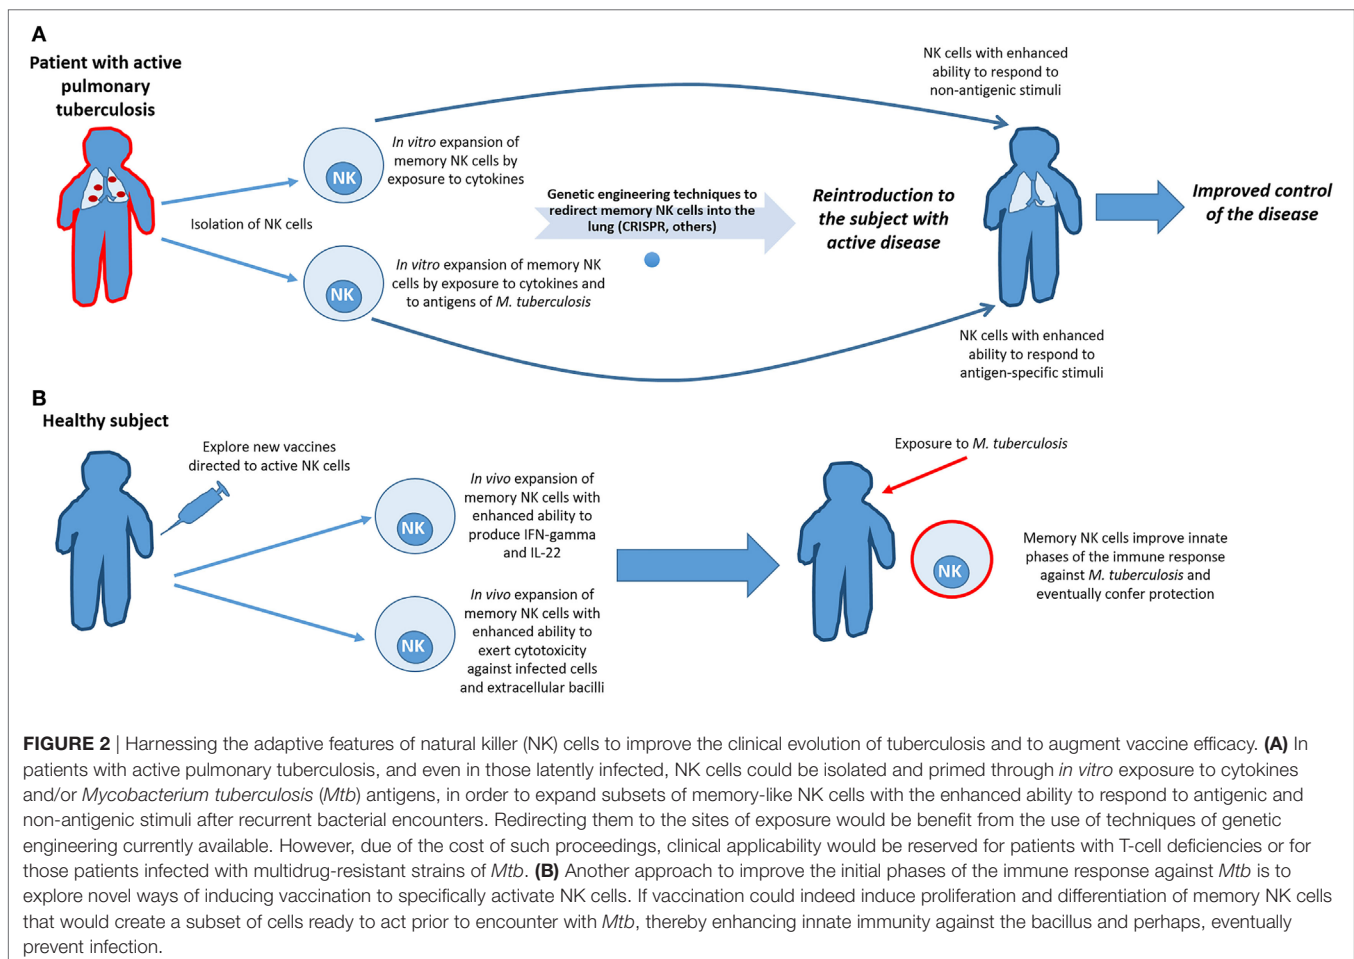 A
Patient with active
pulmonary
tuberculosis
NK
In vitro expansion of
memory NK cells by
exposure to cytokines
Isolation of NK cells
NK
In vitro expansion of memory NK
cells by exposure to cytokines and
to antigens of M. tuberculosis
Genetic engineering techniques to
redirect memory NK cells into the
lung (CRISPR, others)
Reintroduction to
the subject with
active disease
NK cells with enhanced
ability to respond to
non-antigenic stimuli
NK cells with enhanced
ability to respond to
antigen-specific stimuli
Improved control
of the disease
B
Healthy subject
Explore new vaccines
directed to active NK cells
NK
In vivo expansion of
memory NK cells with
enhanced ability to
produce IFN-gamma
and IL-22
NK
In vivo expansion of
memory NK cells with
enhanced ability to
exert cytotoxicity
against infected cells
and extracellular bacilli
Exposure to M. tuberculosis
NK
Memory NK cells improve innate
phases of the immune response
against M. tuberculosis and
eventually confer protection
FIGURE 2 | Harnessing the adaptive features of natural killer (NK) cells to improve the clinical evolution of tuberculosis and to augment vaccine efficacy. (A) In
patients with active pulmonary tuberculosis, and even in those latently infected, NK cells could be isolated and primed through in vitro exposure to cytokines
and/or Mycobacterium tuberculosis (Mtb) antigens, in order to expand subsets of memory-like NK cells with the enhanced ability to respond to antigenic and
non-antigenic stimuli after recurrent bacterial encounters. Redirecting them to the sites of exposure would be benefit from the use of techniques of genetic
engineering currently available. However, due of the cost of such proceedings, clinical applicability would be reserved for patients with T-cell deficiencies or for
those patients infected with multidrug-resistant strains of Mtb. (B) Another approach to improve the initial phases of the immune response against Mtb is to
explore novel ways of inducing vaccination to specifically activate NK cells. If vaccination could indeed induce proliferation and differentiation of memory NK cells
that would create a subset of cells ready to act prior to encounter with Mtb, thereby enhancing innate immunity against the bacillus and perhaps, eventually
prevent infection.